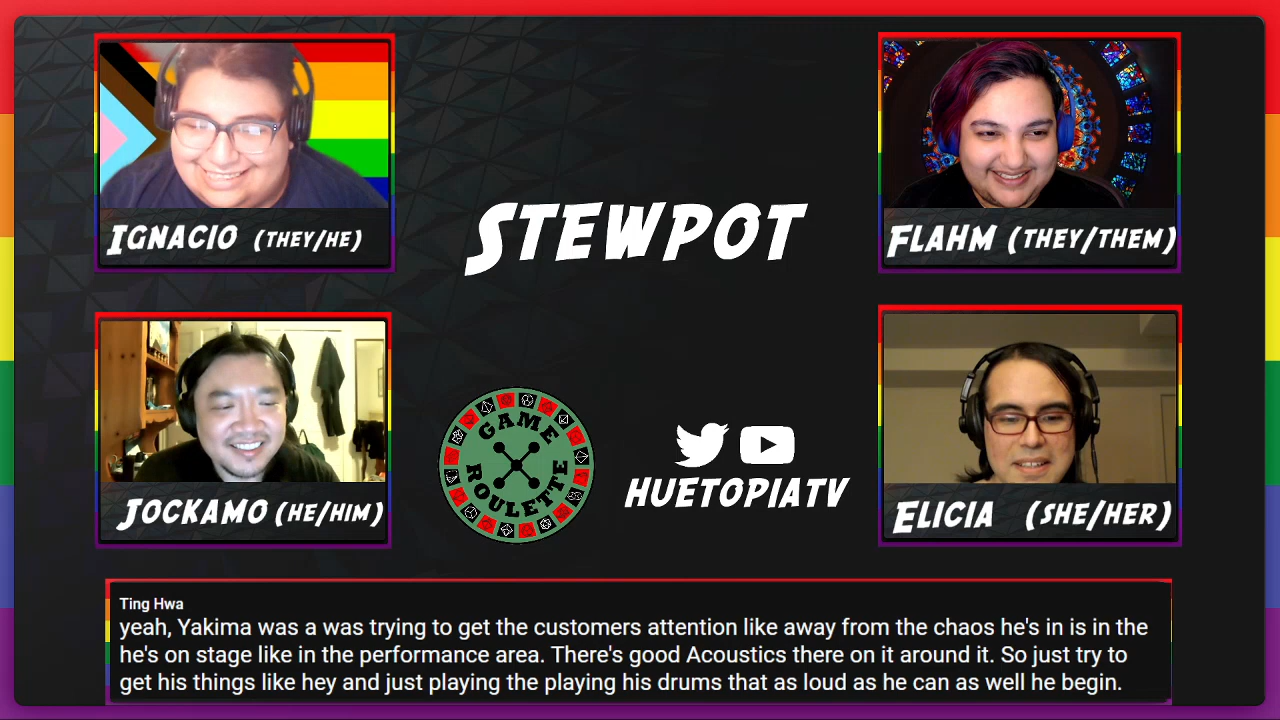 IGNACIO (THEY/HE)
STEWPOT
FLAHM (THEY/THEM)
JOCKAMO (HE/HIM)
GAME
ROULETTE
HUETOPIATV
ELICIA (SHE/HER)
Ting Hwa
yeah, Yakima was a was trying to get the customers attention like away from the chaos he's in is in the
he's on stage like in the performance area. There's good Acoustics there on it around it. So just try to
get his things like hey and just playing the playing his drums that as loud as he can as well he begin.